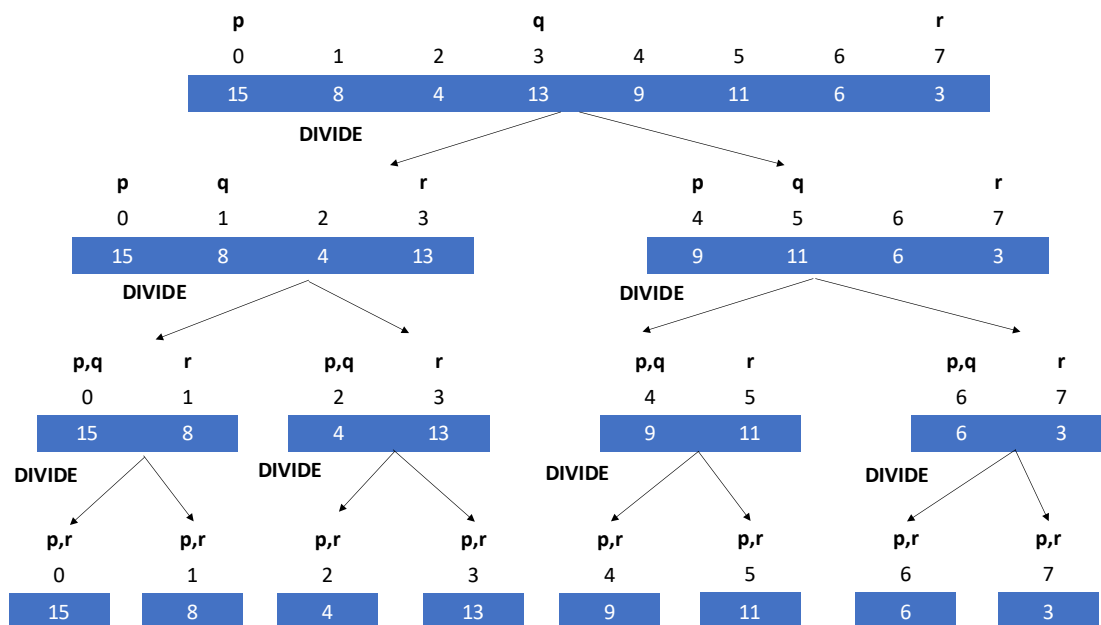 p q r
0 1 2 3 4 5 6 7
15 8 4 13 9 11 6 3
DIVIDE
p q r p q r
0 1 2 3 4 5 6 7
15 8 4 13 9 11 6 3
DIVIDE DIVIDE
p,q r p,q r p,q r p,q r
0 1 2 3 4 5 6 7
15 8 4 13 9 11 6 3
DIVIDE DIVIDE DIVIDE DIVIDE
p,r p,r p,r p,r p,r p,r p,r p,r
0 1 2 3 4 5 6 7
15 8 4 13 9 11 6 3